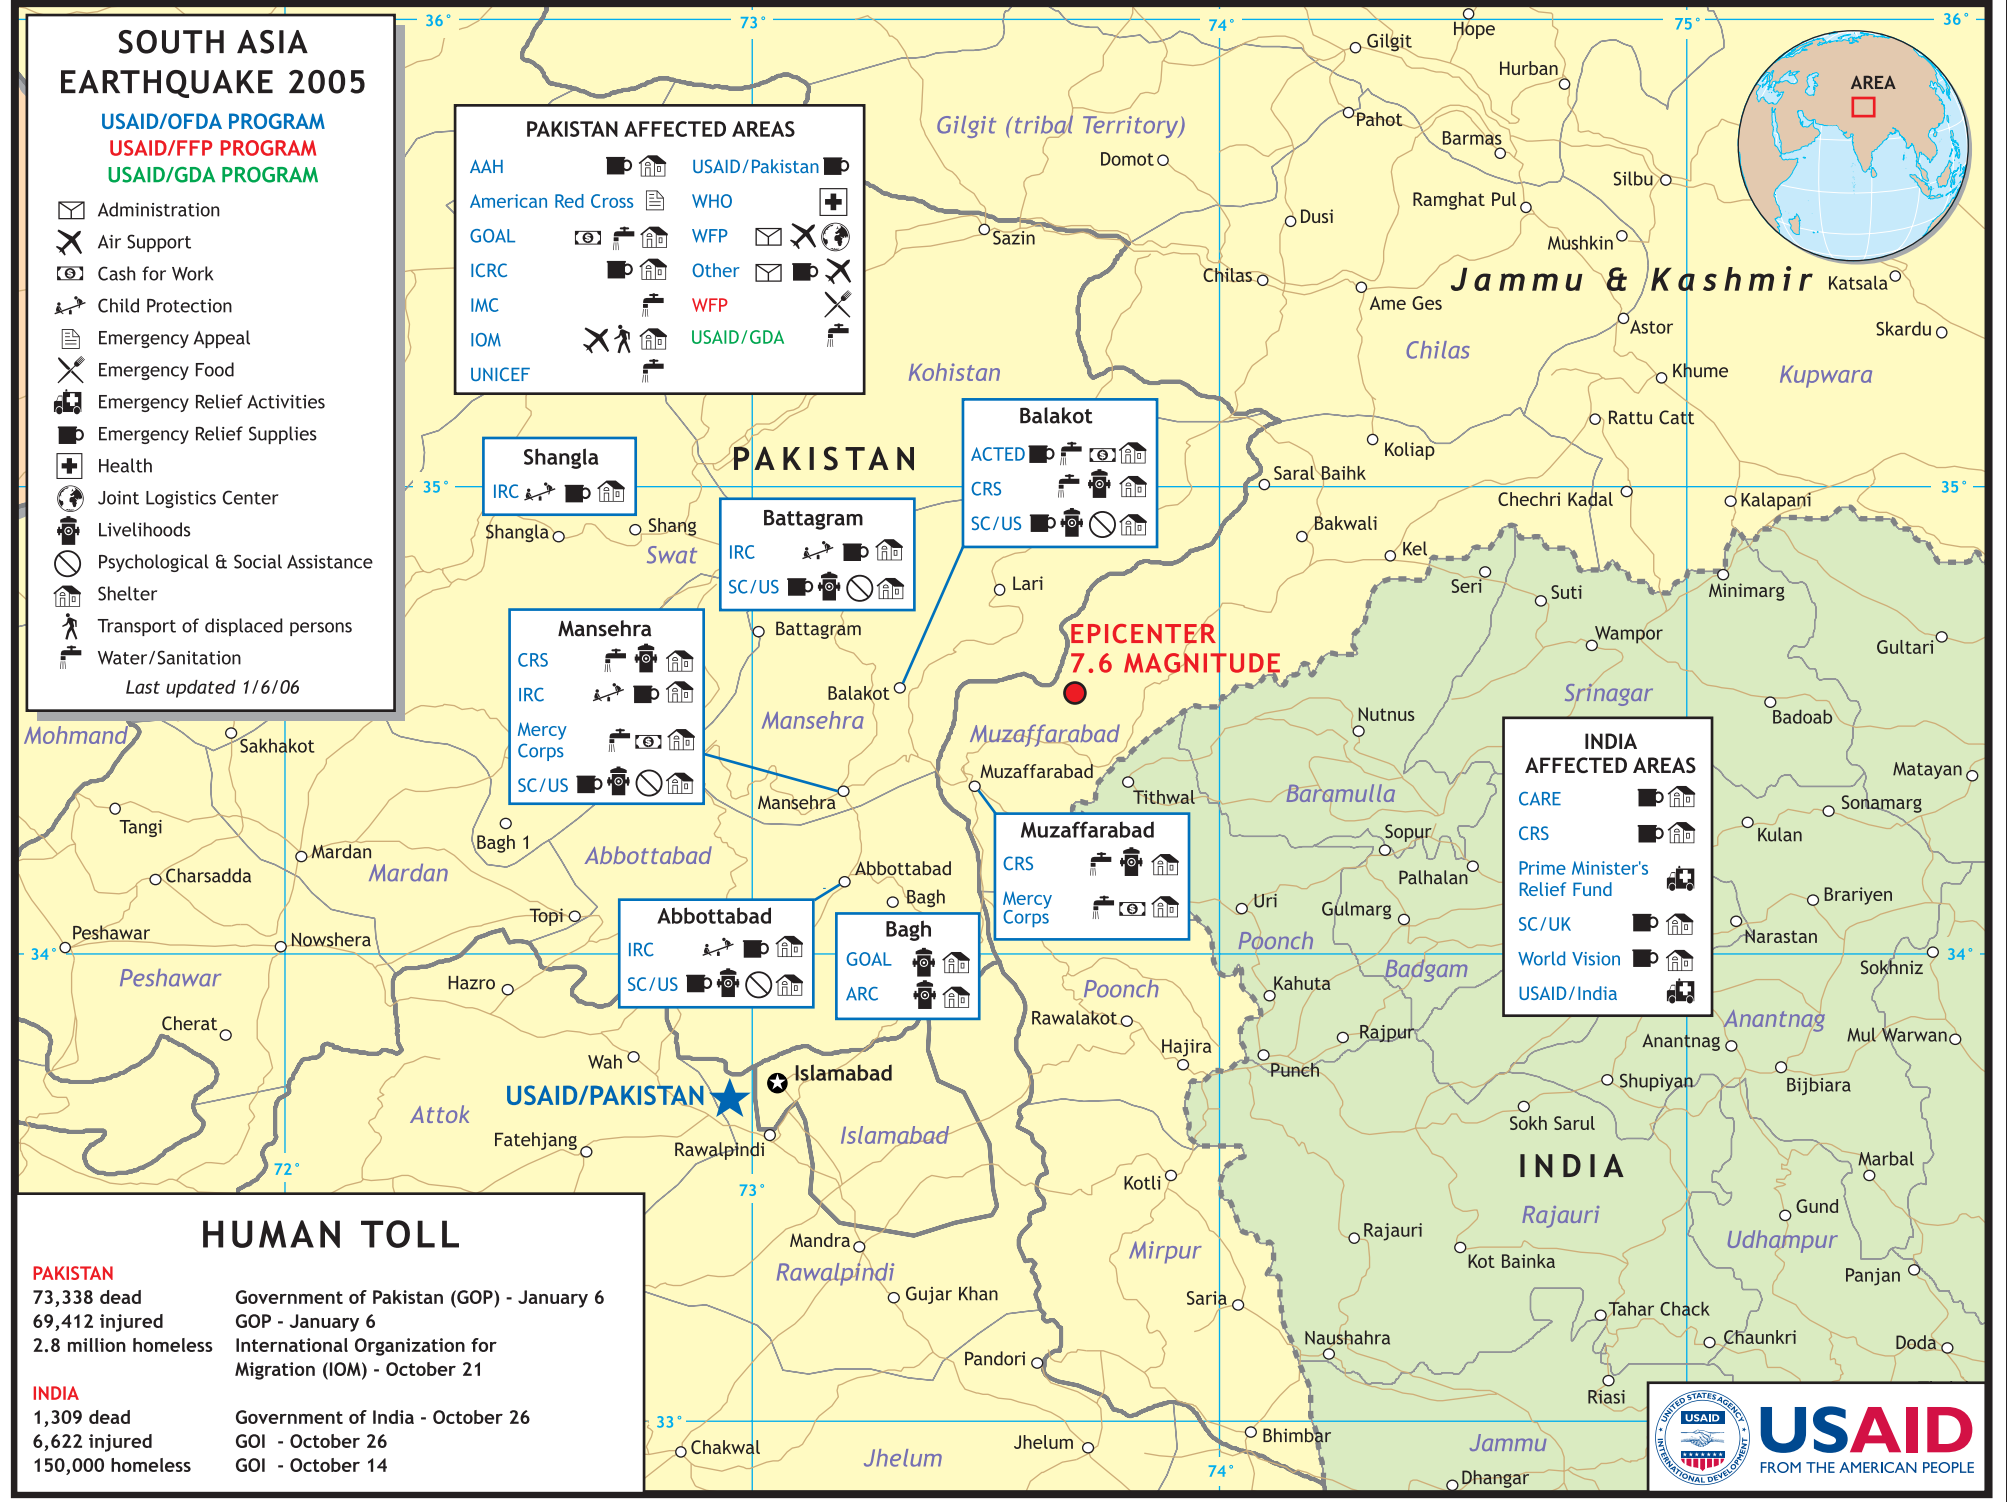 SOUTH ASIA
EARTHQUAKE 2005
USAID/OFDA PROGRAM
USAID/FFP PROGRAM
USAID/GDA PROGRAM
Administration
Air Support
Cash for Work
Child Protection
Emergency Appeal
Emergency Food
Emergency Relief Activities
Emergency Relief Supplies
Health
Joint Logistics Center
Livelihoods
Psychological & Social Assistance
Shelter
Transport of displaced persons
Water/Sanitation
Last updated 1/6/06
36°
73°
74°
75°
36°
PAKISTAN AFFECTED AREAS
AAH
American Red Cross
GOAL
ICRC
IMC
IOM
UNICEF
USAID/Pakistan
WHO
WFP
Other
WFP
USAID/GDA
Gilgit (tribal Territory)
Gilgit
Hope
Hurban
Pahot
Barmas
Domot
Silbu
Ramghat Pul
Dusi
Mushkin
Sazin
Chilas
Ame Ges
Jammu & Kashmir
Katsala
Astor
Skardu
Chilas
Khume
Kupwara
Rattu Catt
Koliap
Kohistan
AREA
PAKISTAN
Shangla
IRC
35°
Shangla
Shang
Swat
Battagram
IRC
SC/US
Battagram
Balakot
ACTED
CRS
SC/US
Saral Baihk
Chechri Kadal
Kalapani
35°
Bakwali
Kel
Lari
Seri
Suti
Minimarg
Wampor
Gultari
EPICENTER
7.6 MAGNITUDE
Mansehra
CRS
IRC
Mercy
Corps
SC/US
Balakot
Mansehra
Muzaffarabad
Muzaffarabad
Mansehra
Srinagar
Nutnus
Badoab
Tithwal
Baramulla
Matayan
Sonamarg
Kulan
Sopur
Palhalan
Brariyen
Uri
Gulmarg
Narastan
Poonch
Badgam
Sokhniz
34°
INDIA
AFFECTED AREAS
CARE
CRS
Prime Minister's
Relief Fund
SC/UK
World Vision
USAID/India
Mohmand
Sakhakot
Tangi
Mardan
Bagh 1
Charsadda
Mardan
Abbottabad
Topi
Peshawar
Nowshera
34°
Peshawar
Hazro
Cherat
Muzaffarabad
CRS
Mercy
Corps
Abbottabad
Bagh
Abbottabad
IRC
SC/US
Bagh
GOAL
ARC
Poonch
Rawalakot
Kahuta
Hajira
Punch
Rajpur
Anantnag
Anantnag
Mul Warwan
Shupiyan
Bijbiara
Sokh Sarul
Wah
USAID/PAKISTAN
Islamabad
Attok
Fatehjang
Rawalpindi
Islamabad
72°
73°
Kotli
INDIA
Marbal
Rajauri
Gund
Udhampur
Rajauri
Kot Bainka
Panjan
Mirpur
Mandra
Rawalpindi
Gujar Khan
Saria
Tahar Chack
Naushahra
Chaunkri
Doda
Pandori
Riasi
33°
Chakwal
Jhelum
Jhelum
Bhimbar
74°
Jammu
Dhangar
HUMAN TOLL
PAKISTAN
73,338 dead Government of Pakistan (GOP) - January 6
69,412 injured GOP - January 6
2.8 million homeless International Organization for
Migration (IOM) - October 21
INDIA
1,309 dead Government of India - October 26
6,622 injured GOI - October 26
150,000 homeless GOI - October 14
UNITED STATES AGENCY
USAID
INTERNATIONAL DEVELOPMENT
USAID
FROM THE AMERICAN PEOPLE